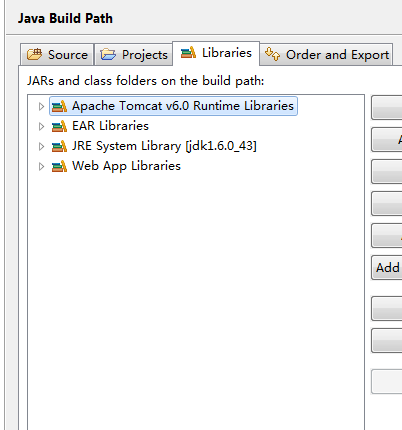 Java Build Path
Source Projects Libraries Order and Export
JARs and class folders on the build path:
Apache Tomcat v6.0 Runtime Libraries
EAR Libraries
JRE System Library [jdk1.6.0_43]
Web App Libraries
Add